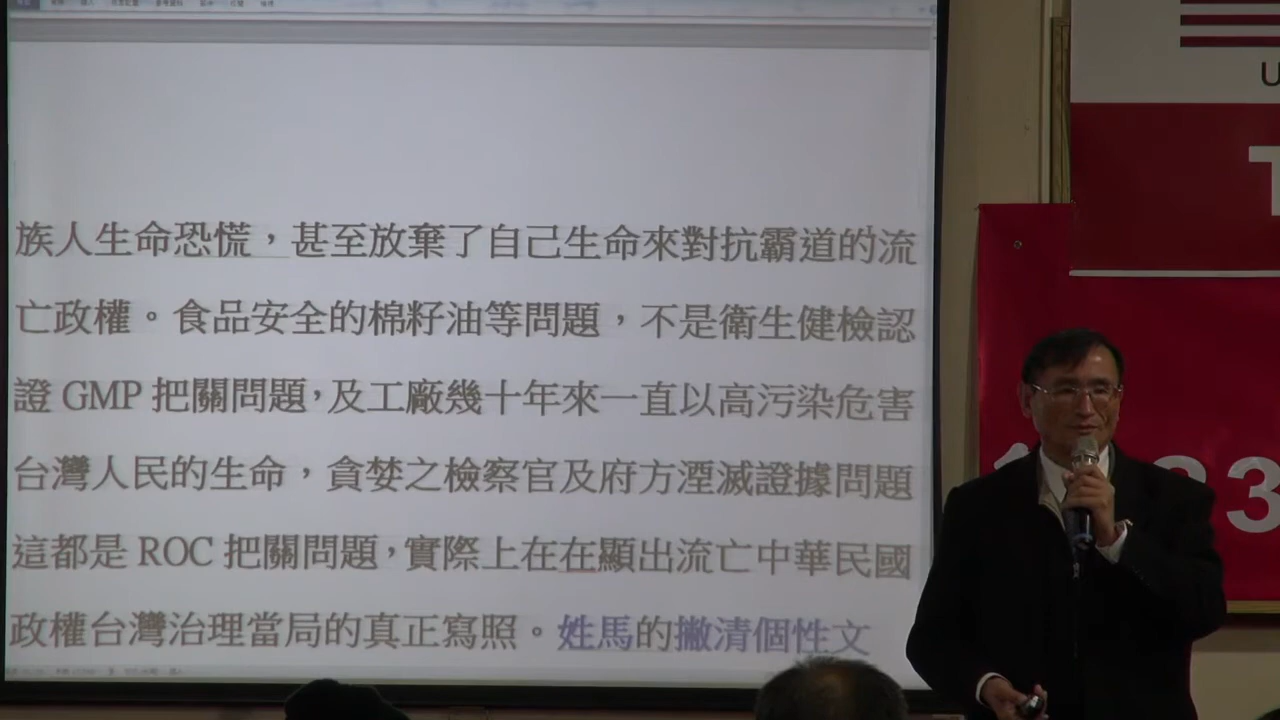 族人生命恐慌，甚至放棄了自己生命來對抗霸道的流
亡政權。食品安全的棉籽油等問題，不是衛生健檢認
證 GMP 把關問題，及工廠幾十年來一直以高污染危害
台灣人民的生命，貪婪之檢察官及府方湮滅證據問題
這都是 ROC 把關問題，實際上在在顯出流亡中華民國
政權台灣治理當局的真正寫照。姓馬的撇清個性文
U
T
23